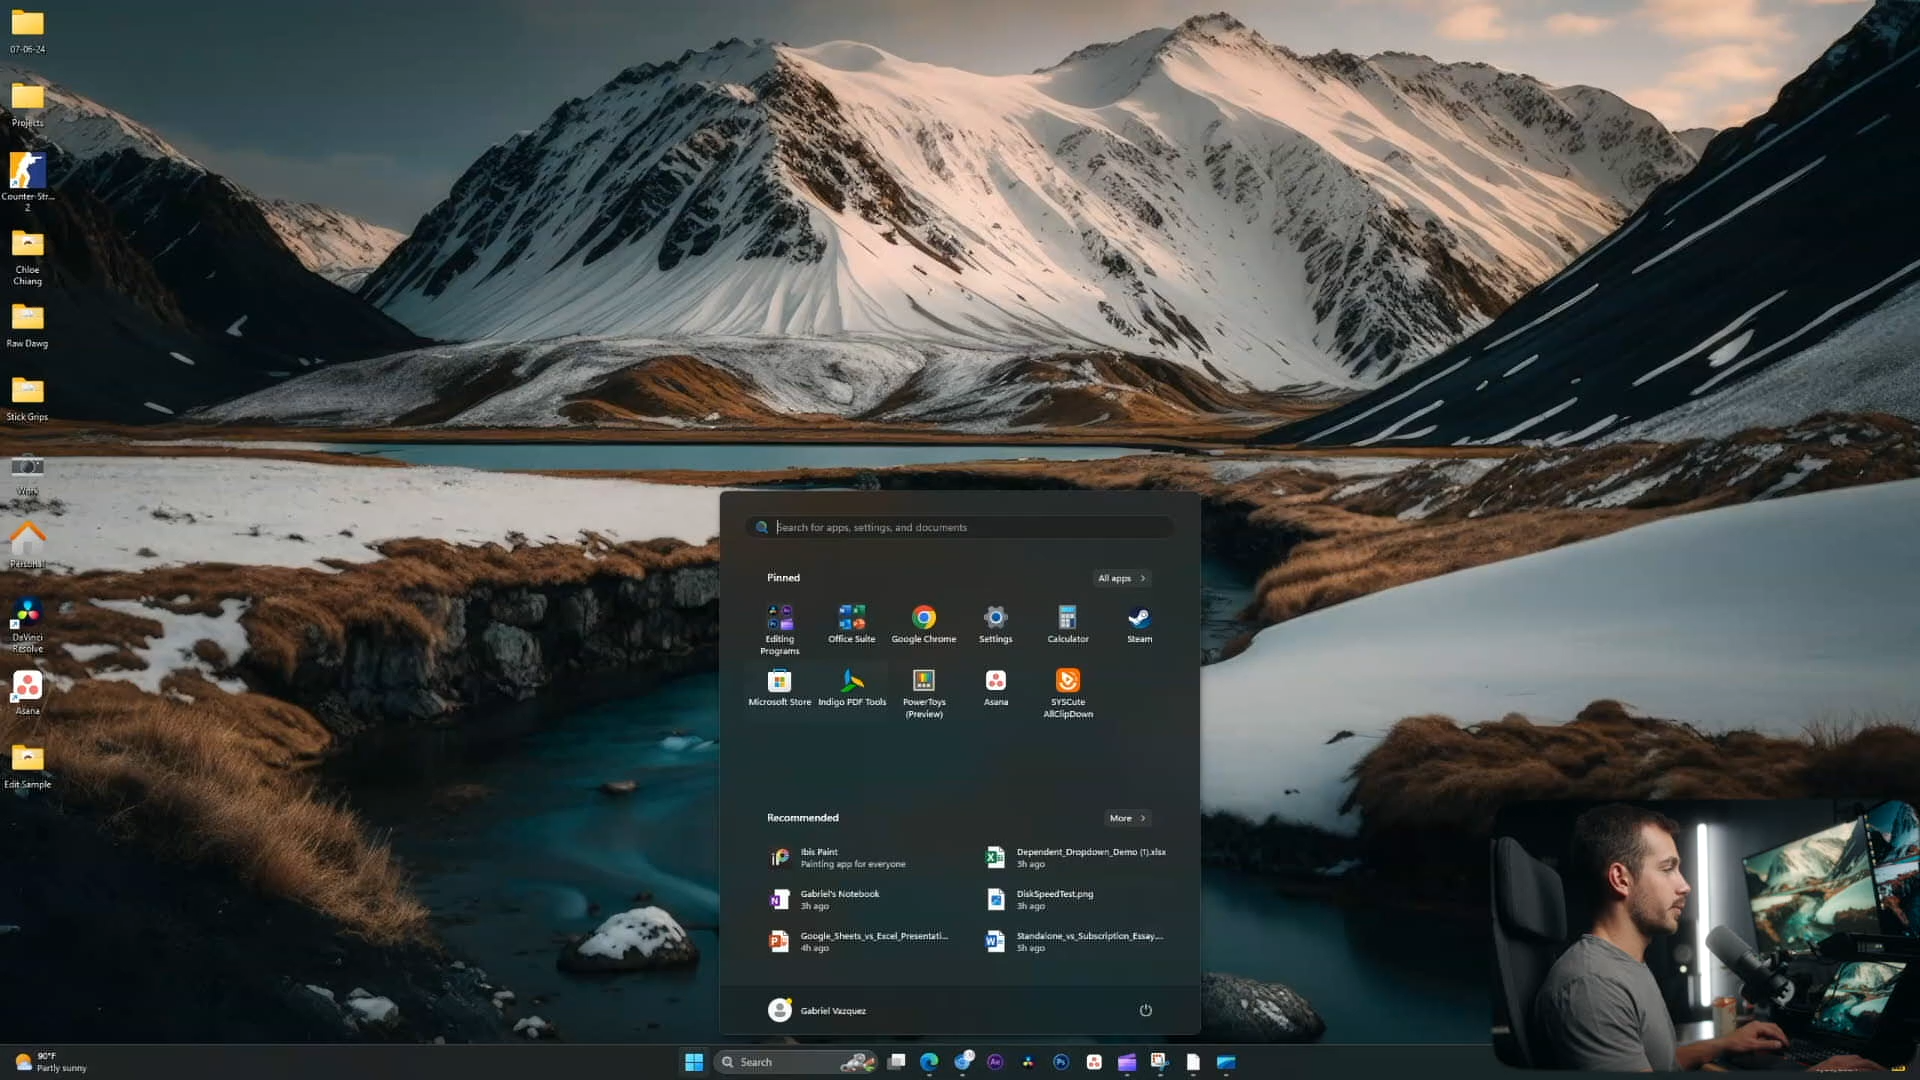 07-06-24
Projects
Counter-Str...
2
Chloe
Chiang
Raw Dawg
Stick Grips
Work
Personal
DaVinci
Resolve
Asana
Edit Sample
Search for apps, settings, and documents
Pinned
All apps
Editing
Programs
Office Suite
Google Chrome
Settings
Calculator
Steam
Microsoft Store
Indigo PDF Tools
PowerToys
(Preview)
Asana
SYSCute
AllClipDown
Recommended
More
Ibis Paint
Painting app for everyone
Dependent_Dropdown_Demo (1).xlsx
3h ago
Gabriel's Notebook
3h ago
DiskSpeedTest.png
3h ago
Google_Sheets_vs_Excel_Presentati...
4h ago
Standalone_vs_Subscription_Essay....
5h ago
Gabriel Vazquez
90°F
Partly sunny
Search
Ae
Ps